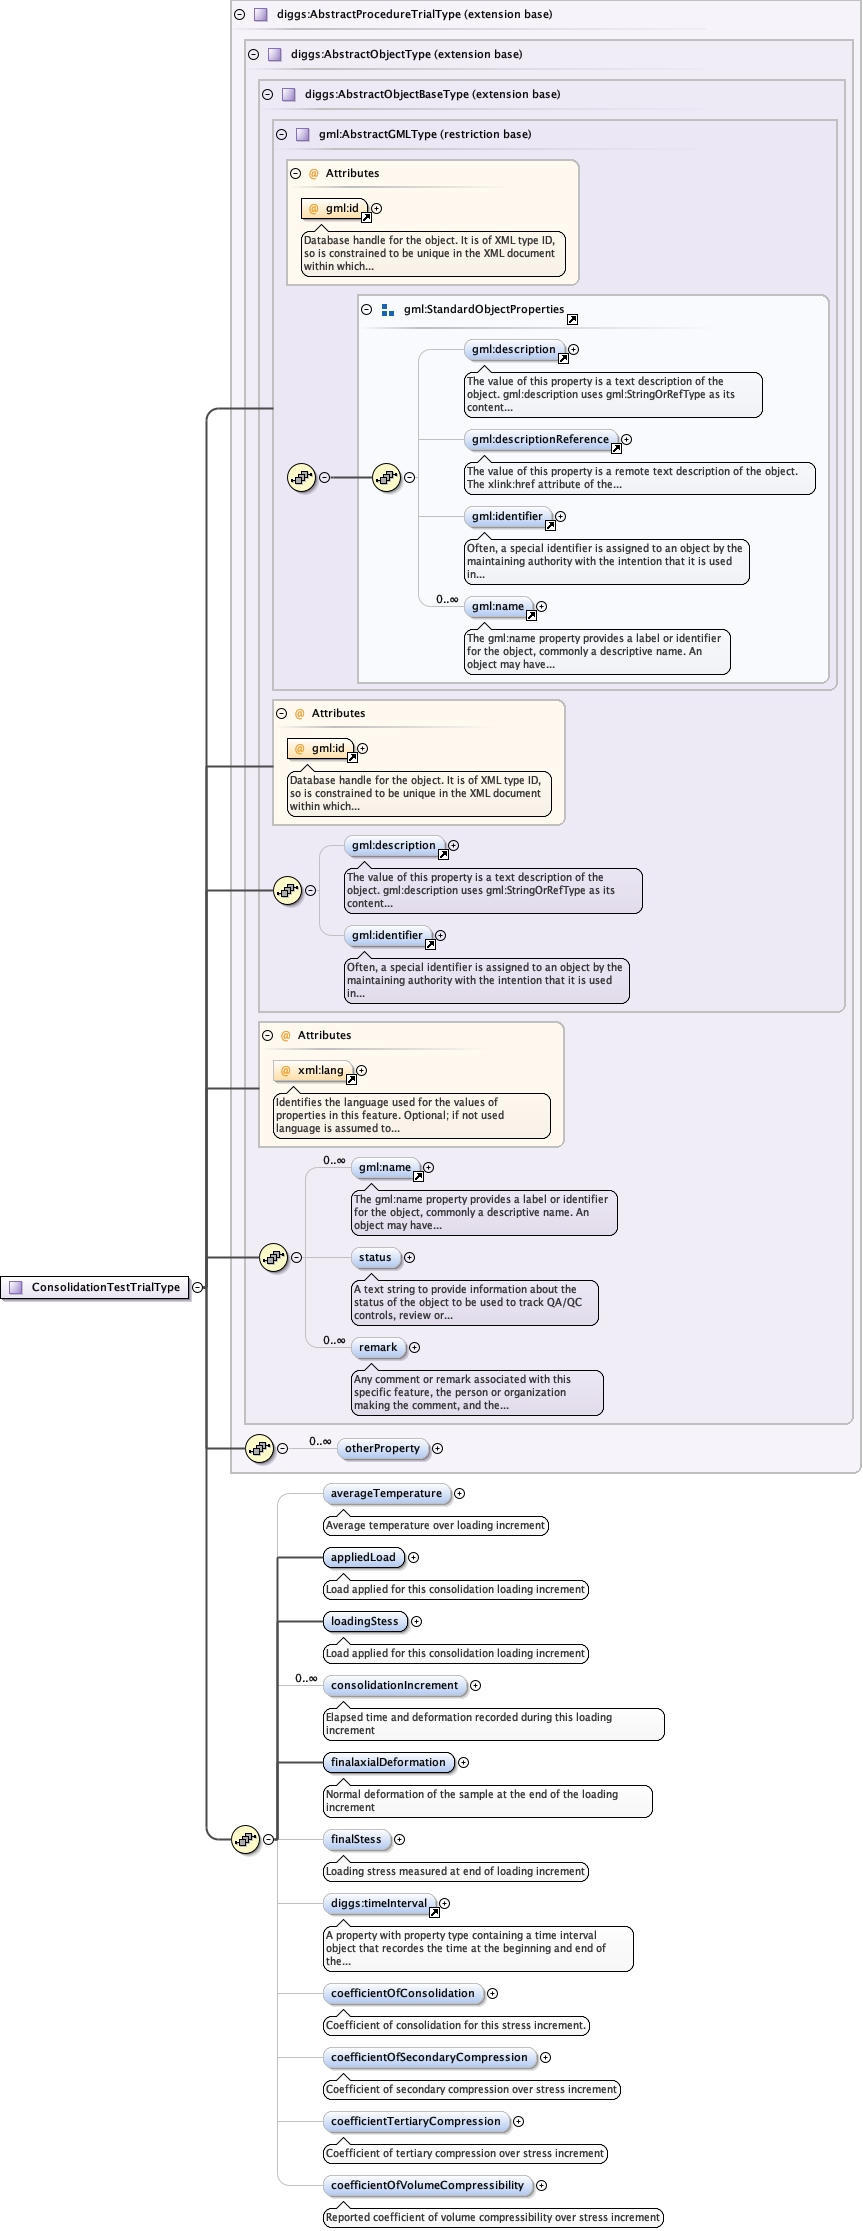 diggs:AbstractProcedureTrialType (extension base)
diggs:AbstractObjectType (extension base)
diggs:AbstractObjectBaseType (extension base)
gml:AbstractGMLType (restriction base)
@ Attributes
@ gml:id
Database handle for the object. It is of XML type ID,
so is constrained to be unique in the XML document
within which...
gml:StandardObjectProperties
gml:description
The value of this property is a text description of the
object. gml:description uses gml:StringOrRefType as its
content...
gml:descriptionReference
The value of this property is a remote text description of the object.
The xlink:href attribute of the...
gml:identifier
Often, a special identifier is assigned to an object by the
maintaining authority with the intention that it is used
in...
0..∞
gml:name
The gml:name property provides a label or identifier
for the object, commonly a descriptive name. An
object may have...
@ Attributes
@ gml:id
Database handle for the object. It is of XML type ID,
so is constrained to be unique in the XML document
within which...
gml:description
The value of this property is a text description of the
object. gml:description uses gml:StringOrRefType as its
content...
gml:identifier
Often, a special identifier is assigned to an object by the
maintaining authority with the intention that it is used
in...
@ Attributes
@ xml:lang
Identifies the language used for the values of
properties in this feature. Optional; if not used
language is assumed to...
0..∞
gml:name
The gml:name property provides a label or identifier
for the object, commonly a descriptive name. An
object may have...
status
A text string to provide information about the
status of the object to be used to track QA/QC
controls, review or...
ConsolidationTestTrialType
0..∞
remark
Any comment or remark associated with this
specific feature, the person or organization
making the comment, and the...
0..∞
otherProperty
averageTemperature
Average temperature over loading increment
appliedLoad
Load applied for this consolidation loading increment
loadingStess
Load applied for this consolidation loading increment
0..∞
consolidationIncrement
Elapsed time and deformation recorded during this loading
increment
finalaxialDeformation
Normal deformation of the sample at the end of the loading
increment
finalStess
Loading stress measured at end of loading increment
diggs:timeInterval
A property with property type containing a time interval
object that recordes the time at the beginning and end of
the...
coefficientOfConsolidation
Coefficient of consolidation for this stress increment.
coefficientOfSecondaryCompression
Coefficient of secondary compression over stress increment
coefficientTertiaryCompression
Coefficient of tertiary compression over stress increment
coefficientOfVolumeCompressibility
Reported coefficient of volume compressibility over stress increment